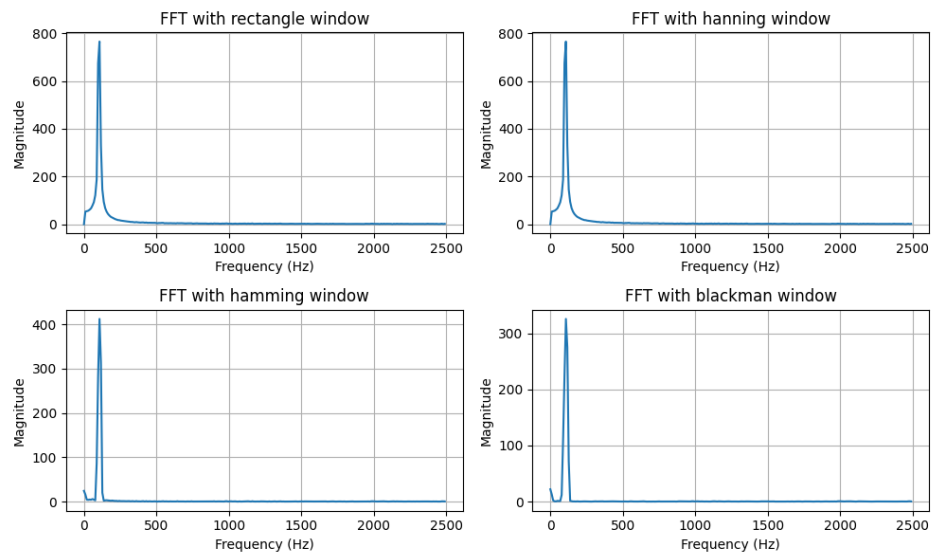 FFT with rectangle window
800
600
400
200
0
Magnitude
0 500 1000 1500 2000 2500
Frequency (Hz)
FFT with hanning window
800
600
400
200
0
Magnitude
0 500 1000 1500 2000 2500
Frequency (Hz)
FFT with hamming window
400
300
200
100
0
Magnitude
0 500 1000 1500 2000 2500
Frequency (Hz)
FFT with blackman window
300
200
100
0
Magnitude
0 500 1000 1500 2000 2500
Frequency (Hz)